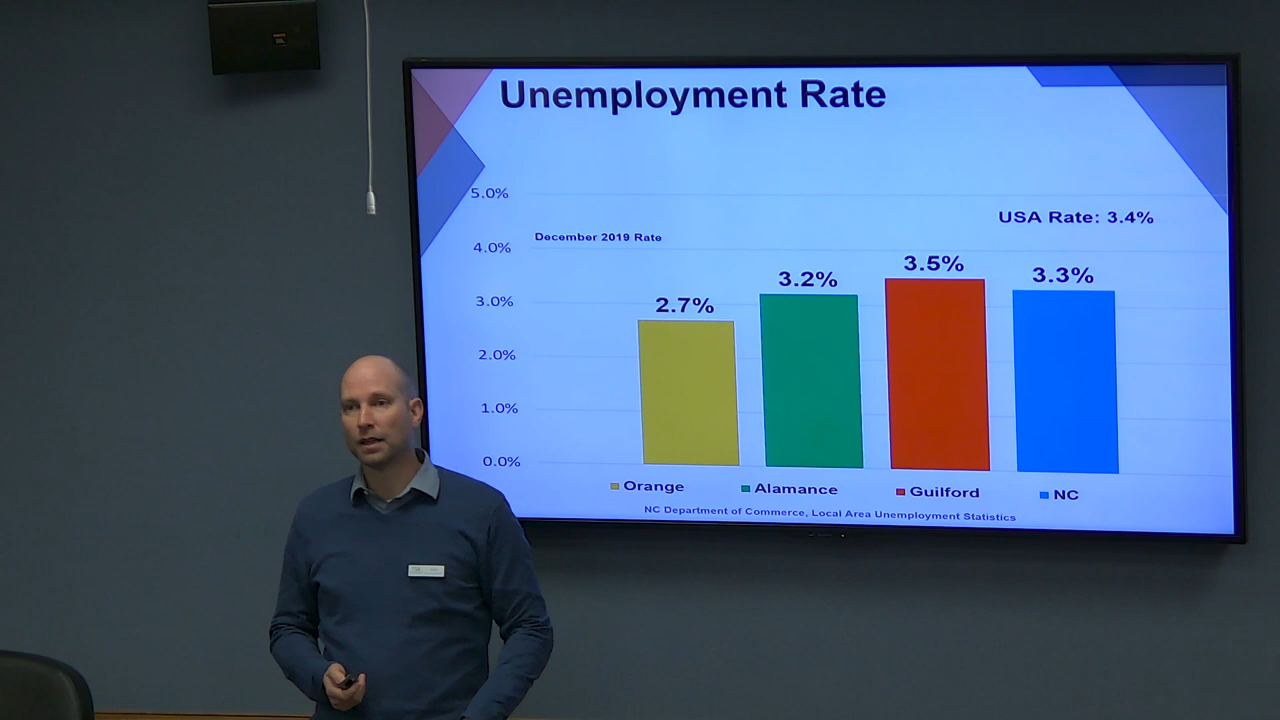 Unemployment Rate
5.0%
USA Rate: 3.4%
December 2019 Rate
4.0%
3.5%
3.3%
3.2%
2.7%
3.0%
2.0%
1.0%
0.0%
Orange
Alamance
Guilford
NC
NC Department of Commerce, Local Area Unemployment Statistics